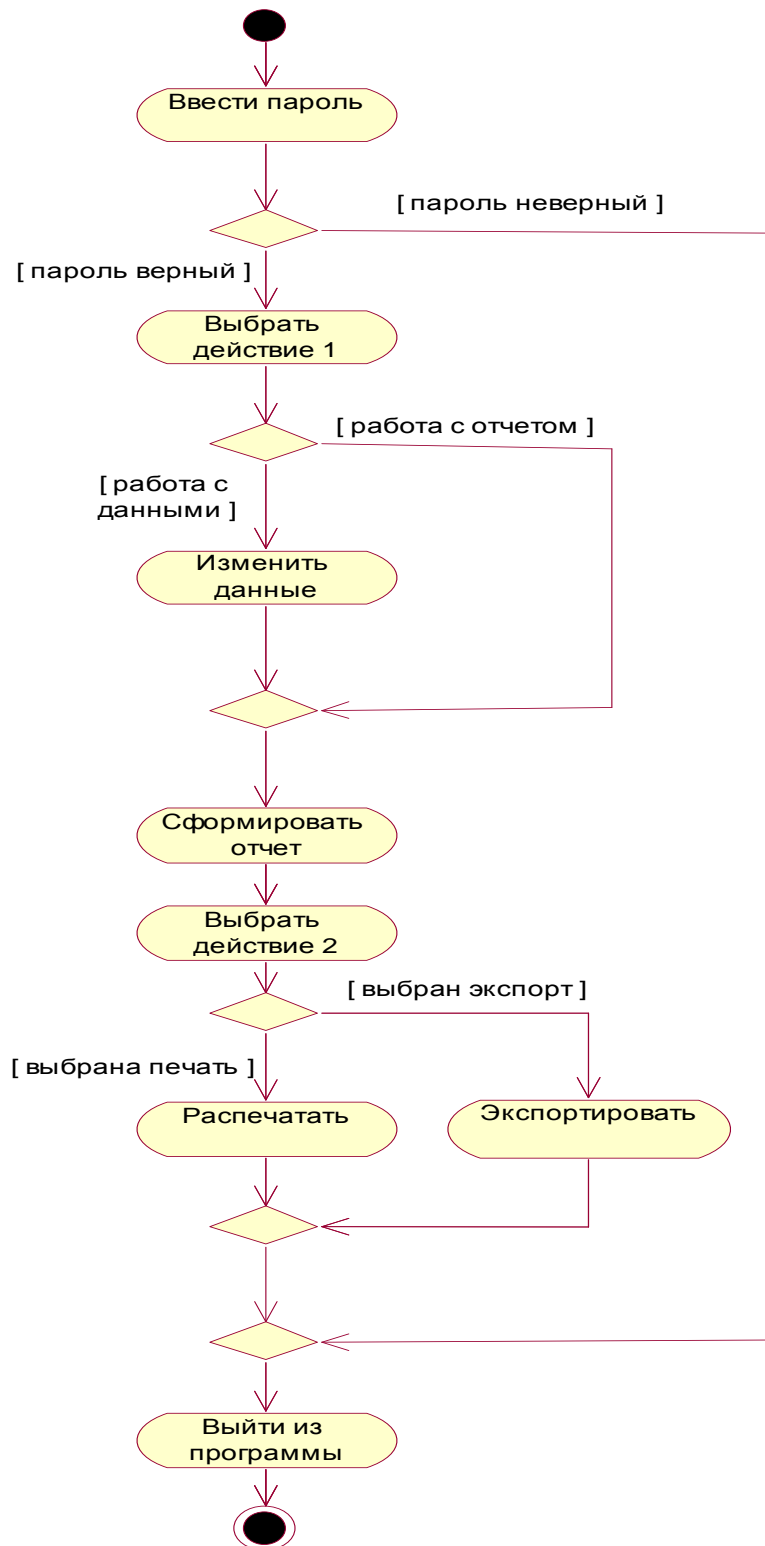 Ввести пароль
[ пароль неверный ]
[ пароль верный ]
Выбрать
действие 1
[ работа с отчетом ]
[ работа с
данными ]
Изменить
данные
Сформировать
отчет
Выбрать
действие 2
[ выбран экспорт ]
[ выбрана печать ]
Распечатать
Экспортировать
Выйти из
программы